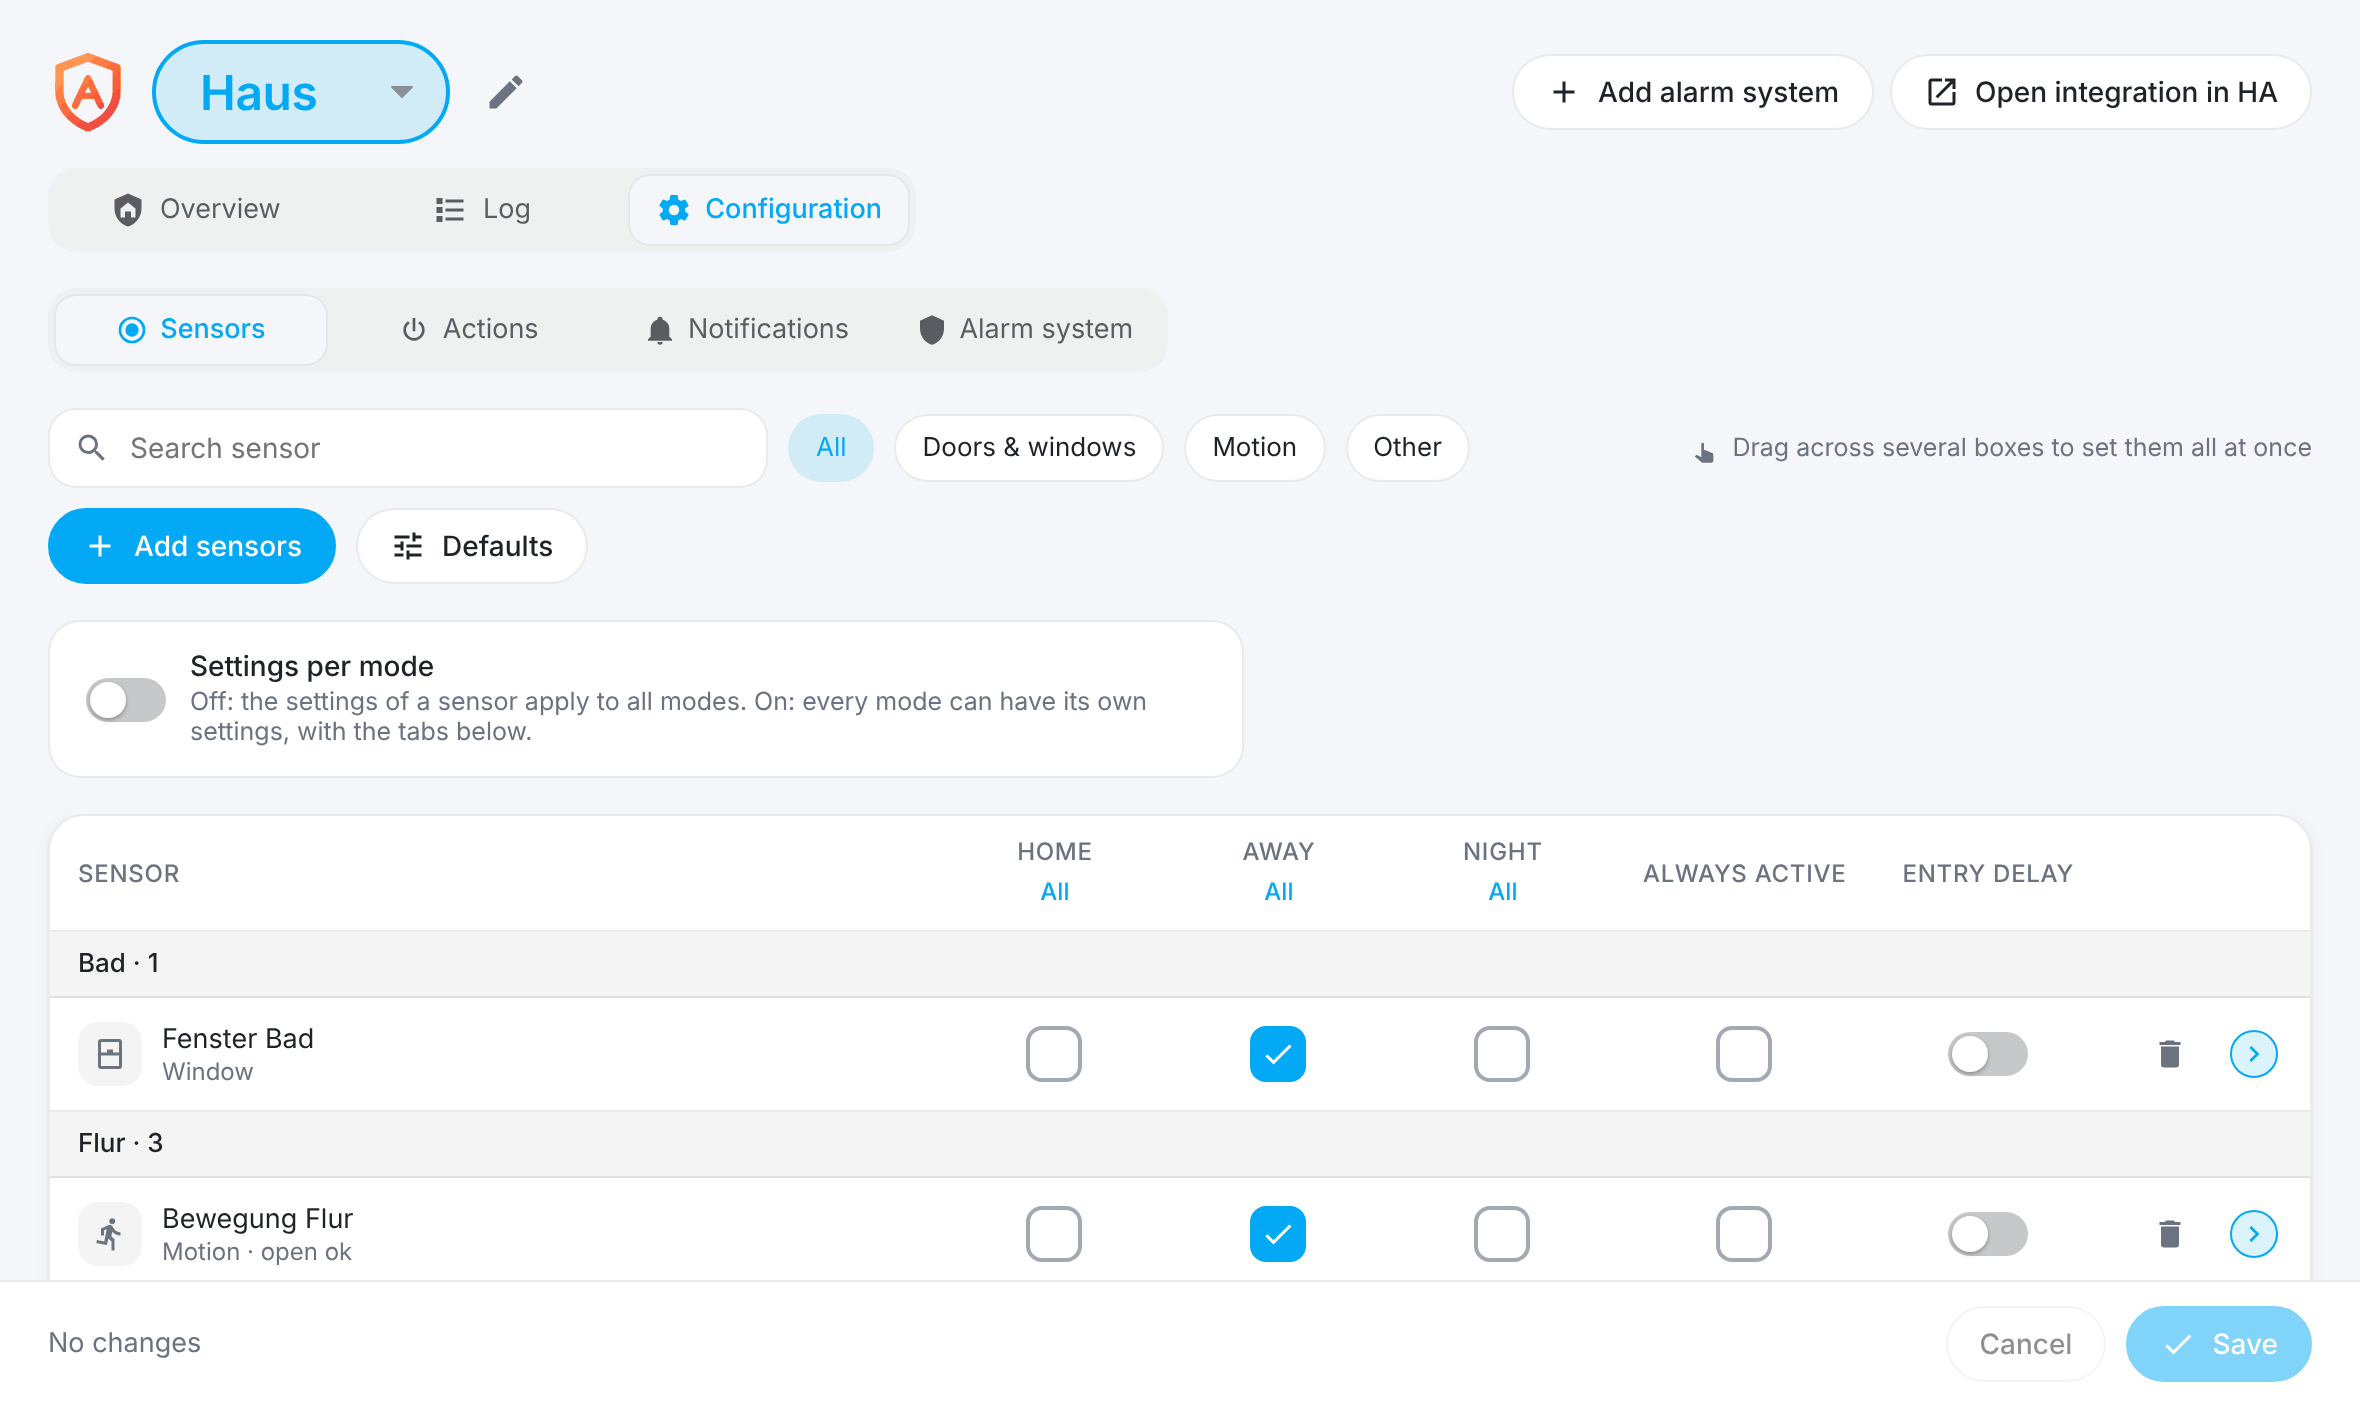 Haus
Add alarm system
Open integration in HA
Overview
Log
Configuration
Sensors
Actions
Notifications
Alarm system
Search sensor
All
Doors & windows
Motion
Other
Drag across several boxes to set them all at once
Add sensors
Defaults
Settings per mode
Off: the settings of a sensor apply to all modes. On: every mode can have its own
settings, with the tabs below.
SENSOR
HOME
All
AWAY
All
NIGHT
All
ALWAYS ACTIVE
ENTRY DELAY
Bad · 1
Fenster Bad
Window
Flur · 3
Bewegung Flur
Motion · open ok
No changes
Cancel
Save